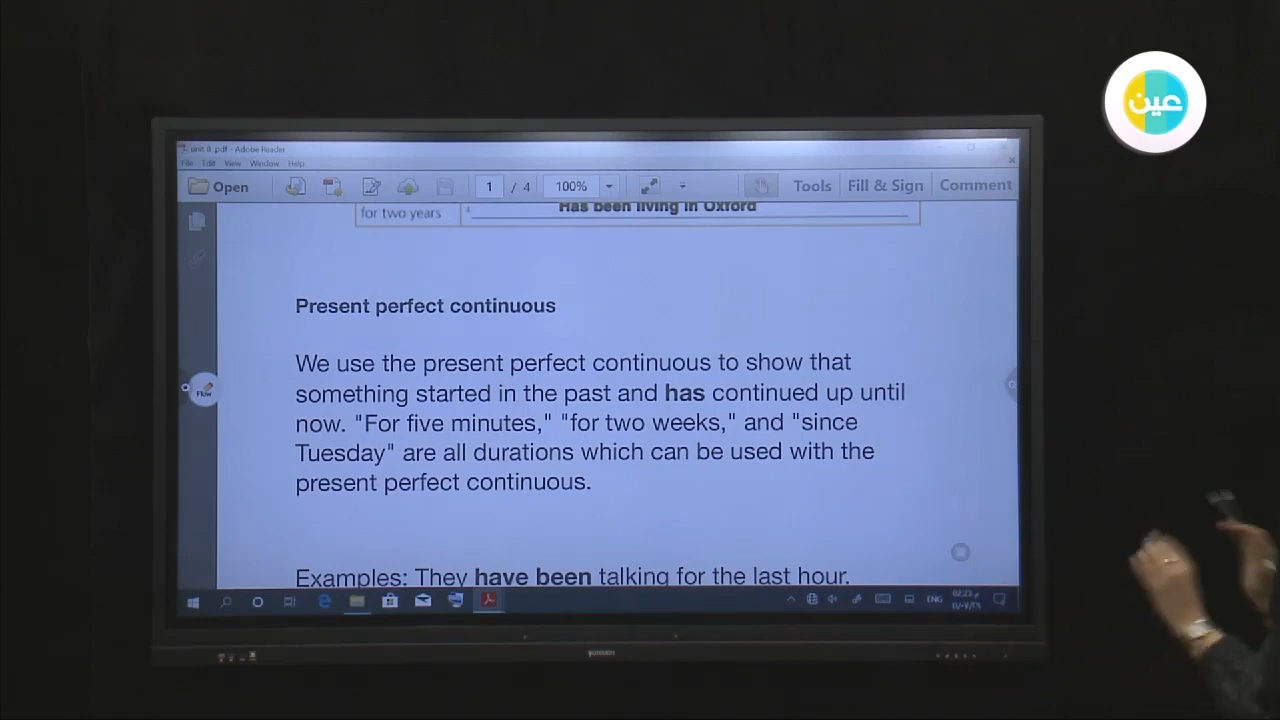 عين
unit 8 .pdf - Adobe Reader
File Edit View Window Help
Open 1 / 4 100% Tools Fill & Sign Comment
for two years Has been living in Oxford
Present perfect continuous
We use the present perfect continuous to show that
something started in the past and has continued up until
now. "For five minutes," "for two weeks," and "since
Tuesday" are all durations which can be used with the
present perfect continuous.
Flow
Examples: They have been talking for the last hour.
ENG
02:23 م